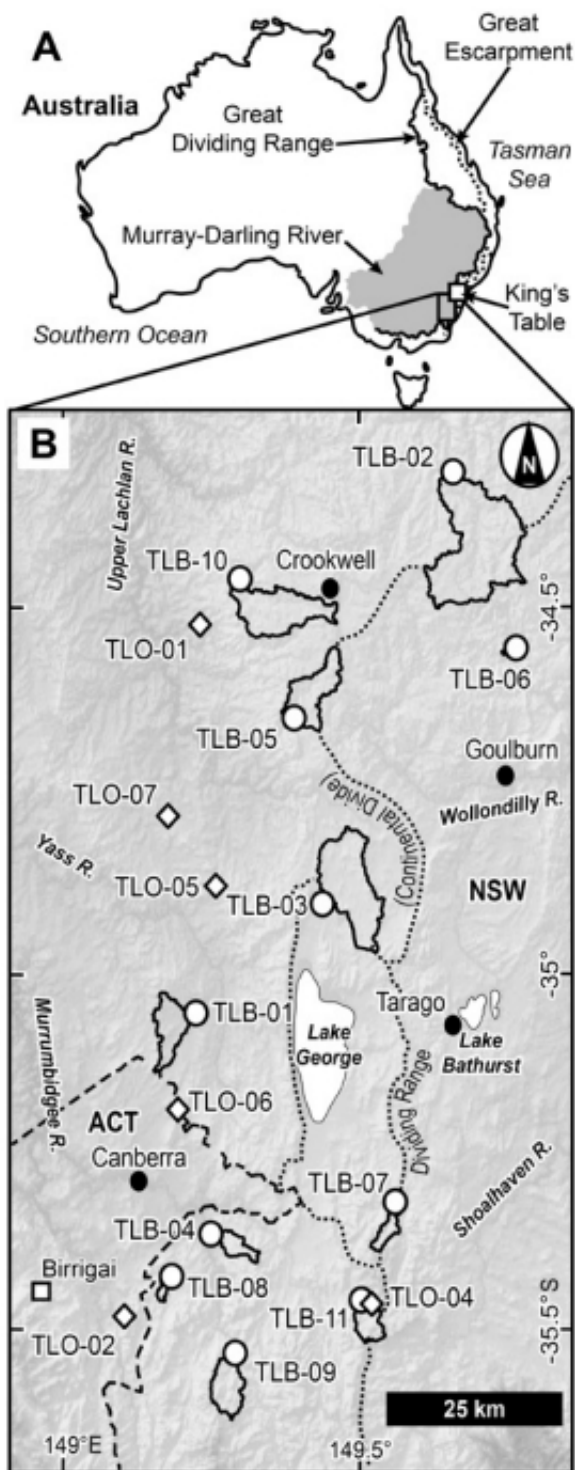 A
Australia
Great
Escarpment
Great
Dividing Range
Tasman
Sea
Murray-Darling River
King's
Table
Southern Ocean
B
N
TLB-02
Upper Lachlan R.
TLB-10
Crookwell
-34.5°
TLO-01
TLB-06
TLB-05
Goulburn
TLO-07
Wollondilly R.
(Continental Divide)
Yass R.
TLO-05
TLB-03
NSW
-35°
TLB-01
Tarago
Lake
George
Lake
Bathurst
Murrumbidgee R.
TLO-06
ACT
Dividing Range
Canberra
TLB-07
Shoalhaven R.
TLB-04
Birrigai
TLB-08
TLO-04
TLB-11
TLO-02
-35.5°S
TLB-09
25 km
149°E
149.5°